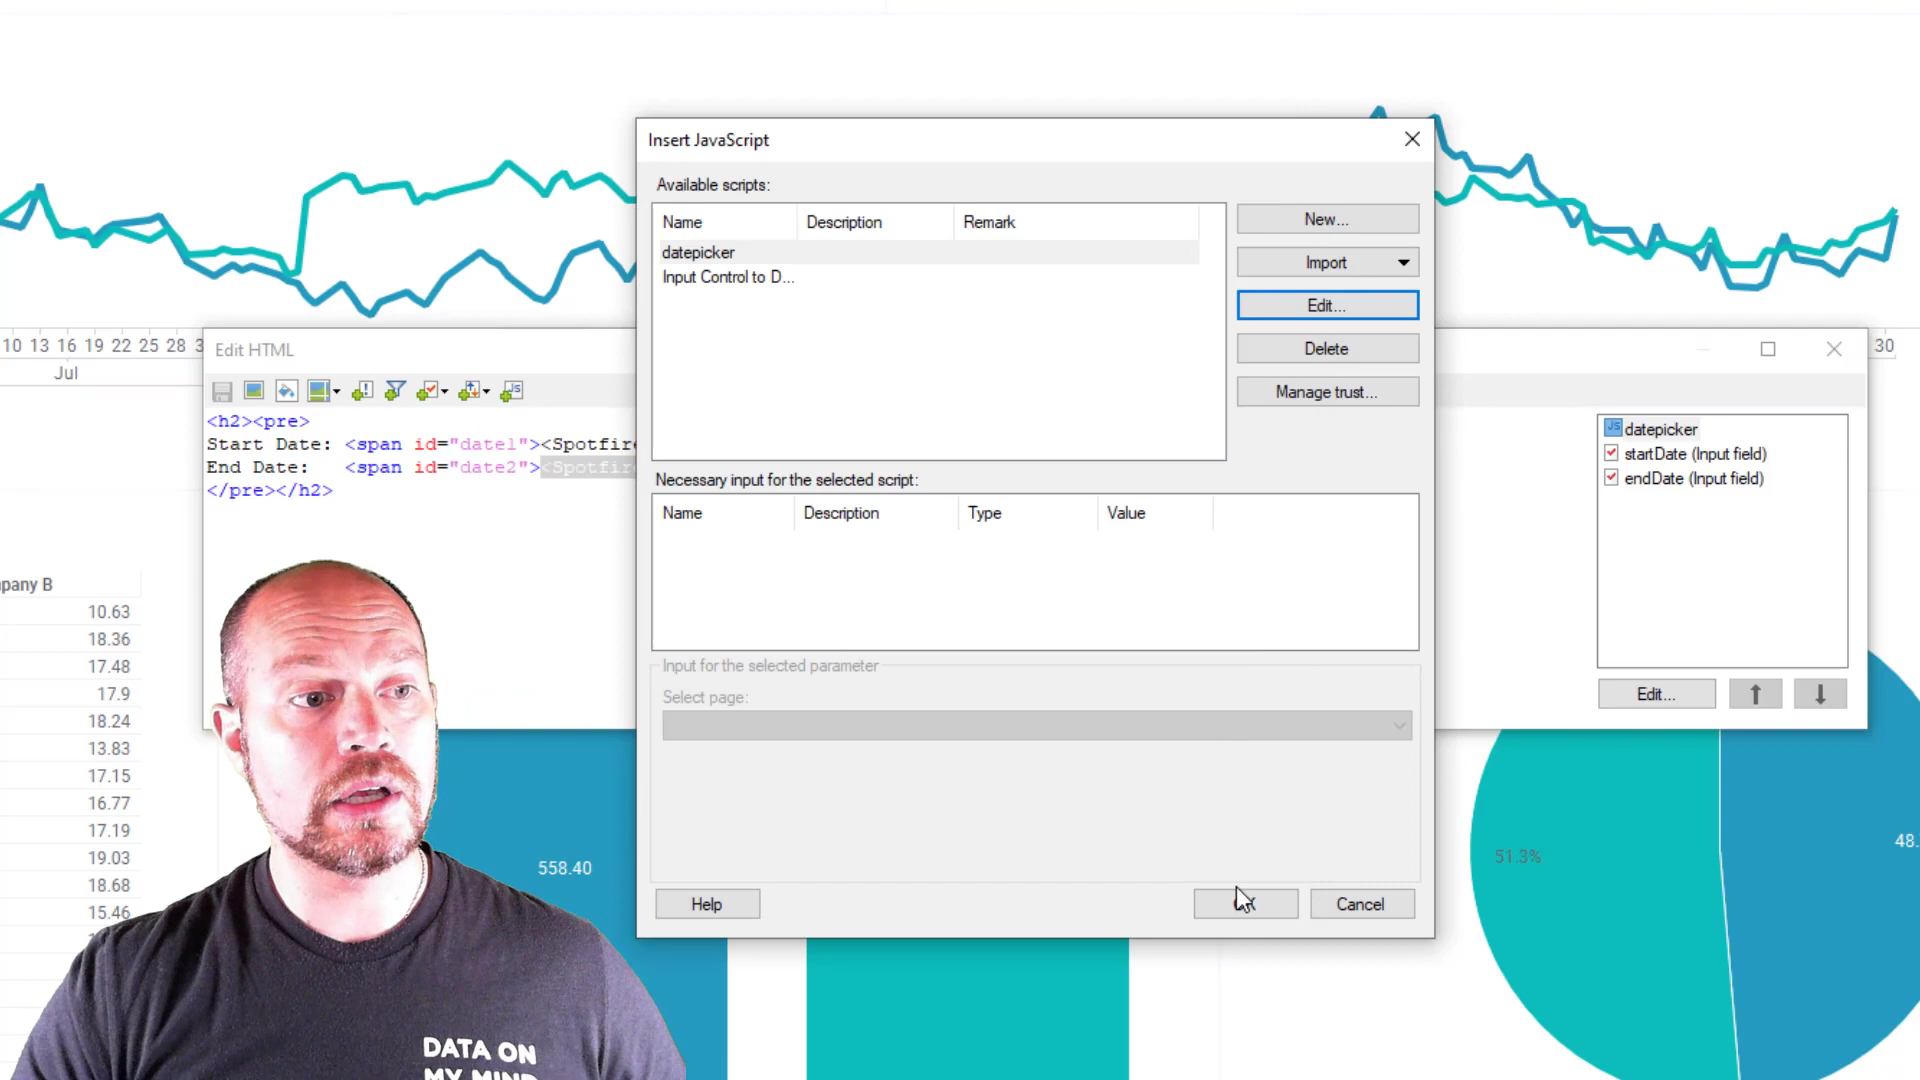 Insert JavaScript
Available scripts:
Name Description Remark
datepicker
Input Control to D...
New...
Import
Edit...
Delete
Manage trust...
Necessary input for the selected script:
Name Description Type Value
Input for the selected parameter
Select page:
Help
Cancel
10 13 16 19 22 25 28
Jul
30
Edit HTML
<h2><pre>
Start Date: <span id="date1"><Spotfire
End Date: <span id="date2"><Spotfire
</pre></h2>
datepicker
startDate (Input field)
endDate (Input field)
Edit...
mpany B
10.63
18.36
17.48
17.9
18.24
13.83
17.15
16.77
17.19
19.03
18.68
15.46
558.40
51.3%
48.
DATA ON
MY MIND